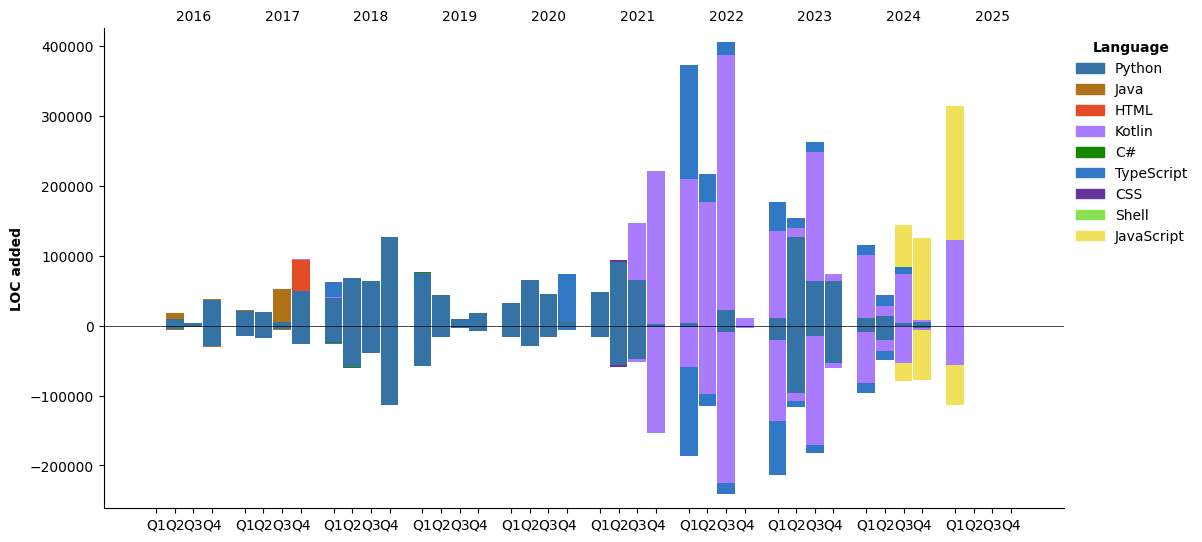 2016 2017 2018 2019 2020 2021 2022 2023 2024 2025
Language
Python
Java
HTML
Kotlin
C#
TypeScript
CSS
Shell
JavaScript
LOC added
400000
300000
200000
100000
0
−100000
−200000
Q1Q2Q3Q4 Q1Q2Q3Q4 Q1Q2Q3Q4 Q1Q2Q3Q4 Q1Q2Q3Q4 Q1Q2Q3Q4 Q1Q2Q3Q4 Q1Q2Q3Q4 Q1Q2Q3Q4 Q1Q2Q3Q4